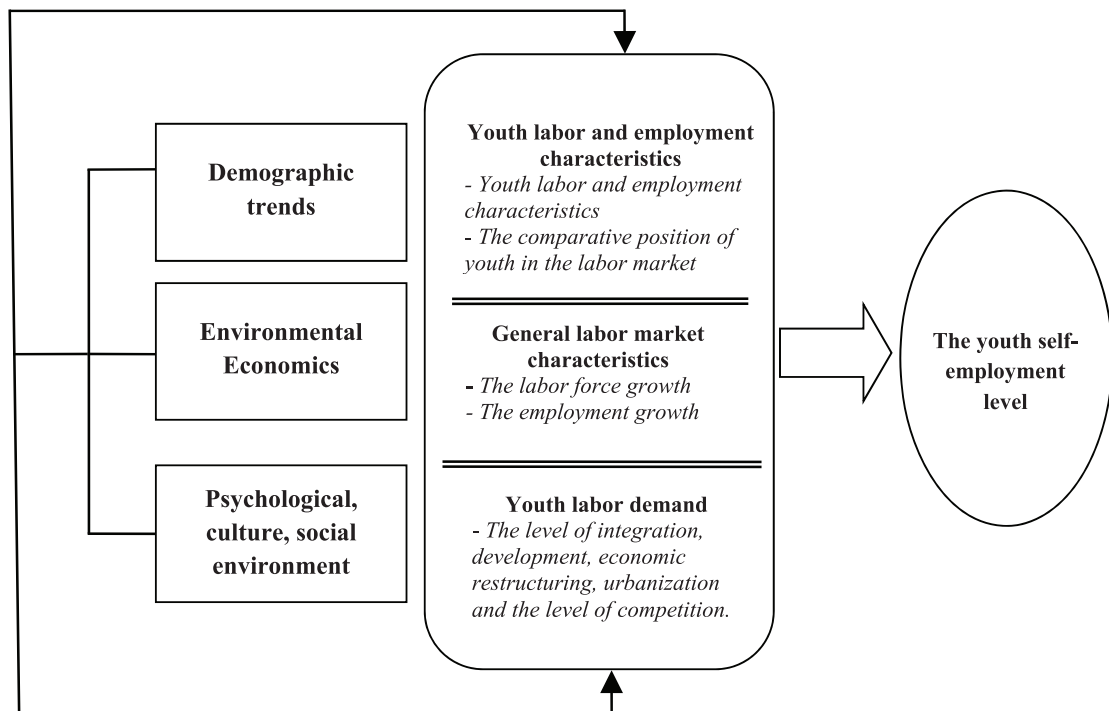 Demographic
trends
Environmental
Economics
Psychological,
culture, social
environment
Youth labor and employment
characteristics
- Youth labor and employment
characteristics
- The comparative position of
youth in the labor market
General labor market
characteristics
- The labor force growth
- The employment growth
Youth labor demand
- The level of integration,
development, economic
restructuring, urbanization
and the level of competition.
The youth self-
employment
level